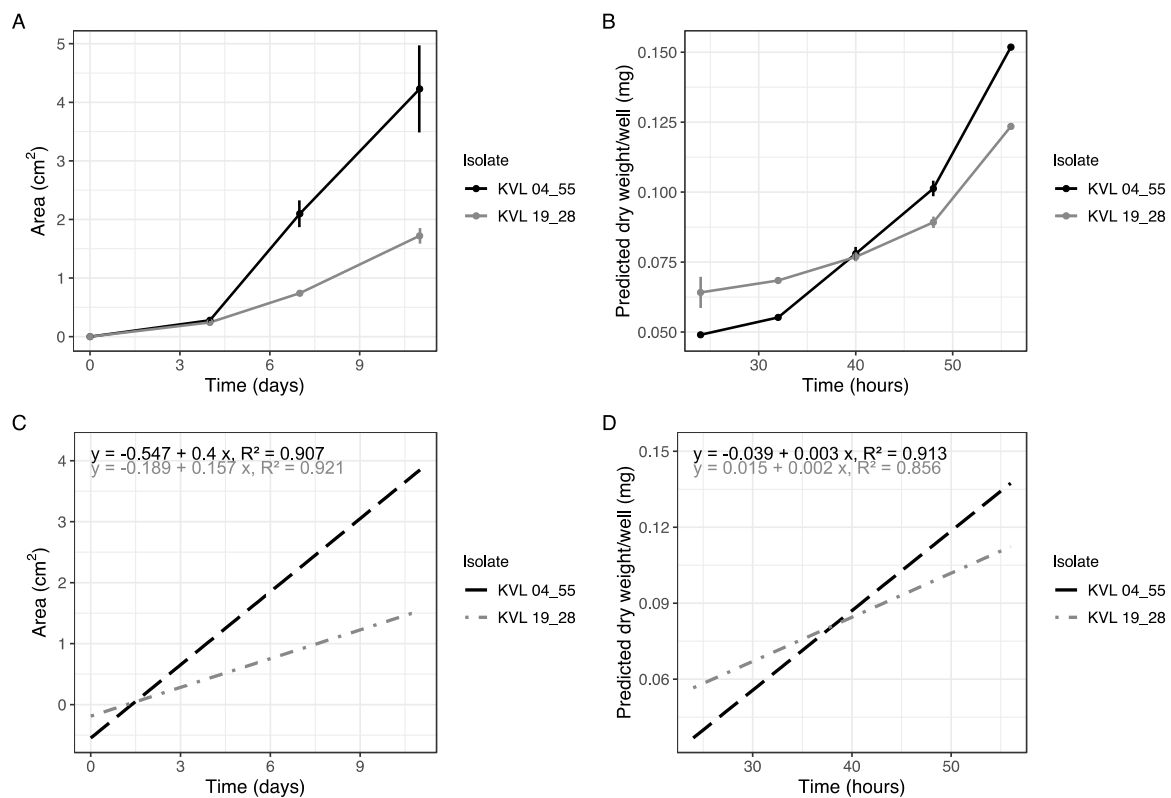 A
5
4
3
2
1
0
Area (cm²)
0 3 6 9
Time (days)
Isolate
KVL 04_55
KVL 19_28
B
0.150
0.125
0.100
0.075
0.050
Predicted dry weight/well (mg)
30 40 50
Time (hours)
Isolate
KVL 04_55
KVL 19_28
C
y = -0.547 + 0.4 x, R² = 0.907
y = -0.189 + 0.157 x, R² = 0.921
4
3
2
1
0
Area (cm²)
0 3 6 9
Time (days)
Isolate
KVL 04_55
KVL 19_28
D
y = -0.039 + 0.003 x, R² = 0.913
y = 0.015 + 0.002 x, R² = 0.856
0.15
0.12
0.09
0.06
Predicted dry weight/well (mg)
30 40 50
Time (hours)
Isolate
KVL 04_55
KVL 19_28